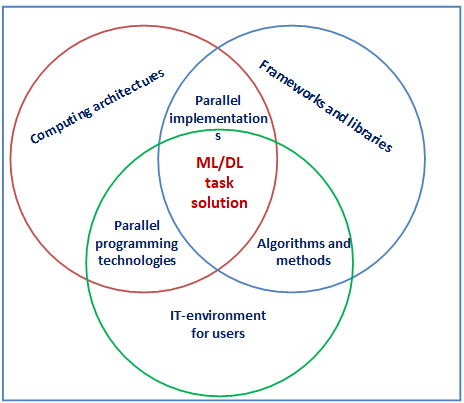 Computing architectures
Frameworks and libraries
Parallel
implementation
s
ML/DL
task
solution
Parallel
programming
technologies
Algorithms and
methods
IT-environment
for users